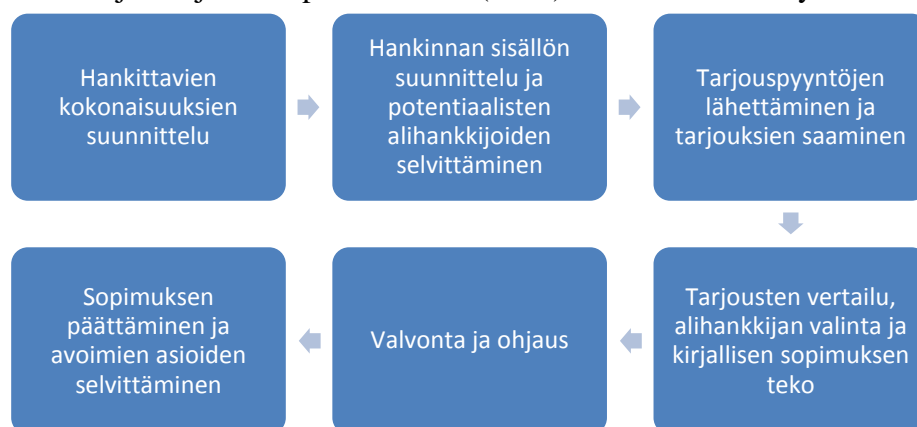 Hankittavien
kokonaisuuksien
suunnittelu
Hankinnan sisällön
suunnittelu ja
potentiaalisten
alihankkijoiden
selvittäminen
Tarjouspyyntöjen
lähettäminen ja
tarjouksien saaminen
Tarjousten vertailu,
alihankkijan valinta ja
kirjallisen sopimuksen
teko
Valvonta ja ohjaus
Sopimuksen
päättäminen ja
avoimien asioiden
selvittäminen